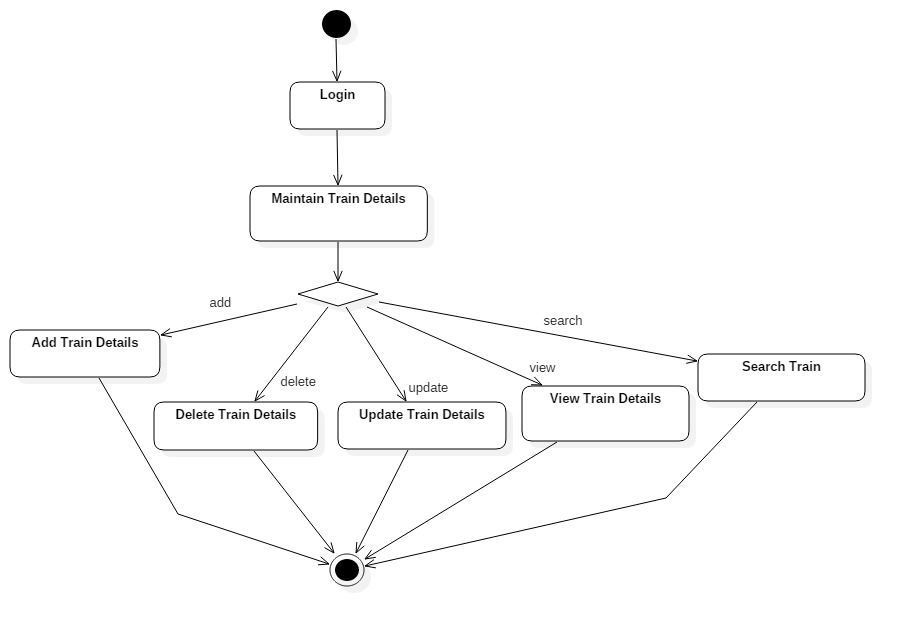 Login
Maintain Train Details
add
search
Add Train Details
delete
update
view
Search Train
Delete Train Details
Update Train Details
View Train Details